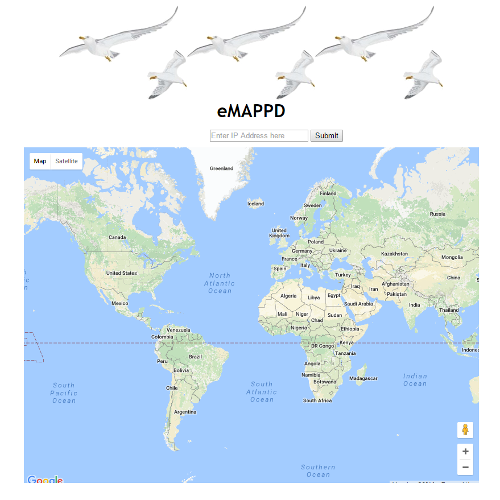 eMAPPD
Enter IP Address here Submit
Map Satellite
Greenland
Iceland
Finland
Sweden
Norway
Russia
United
Kingdom
Canada
Poland
Germany
Ukraine
Kazakhstan
France
Mongolia
Italy
Spain
Turkey
China
United States
North
Atlantic
Ocean
Iraq
Iran
Afghanistan
Pakistan
Algeria
Libya
Egypt
Saudi Arabia
India
Mexico
Mali
Niger
Chad
Sudan
Thailand
Nigeria
Ethiopia
Venezuela
Colombia
DR Congo
Kenya
Indonesia
Tanzania
Peru
Brazil
Angola
Bolivia
Namibia
Botswana
Madagascar
Indian
Ocean
South
Pacific
Ocean
Chile
South
Atlantic
Ocean
South Africa
Argentina
Southern
Ocean
Google